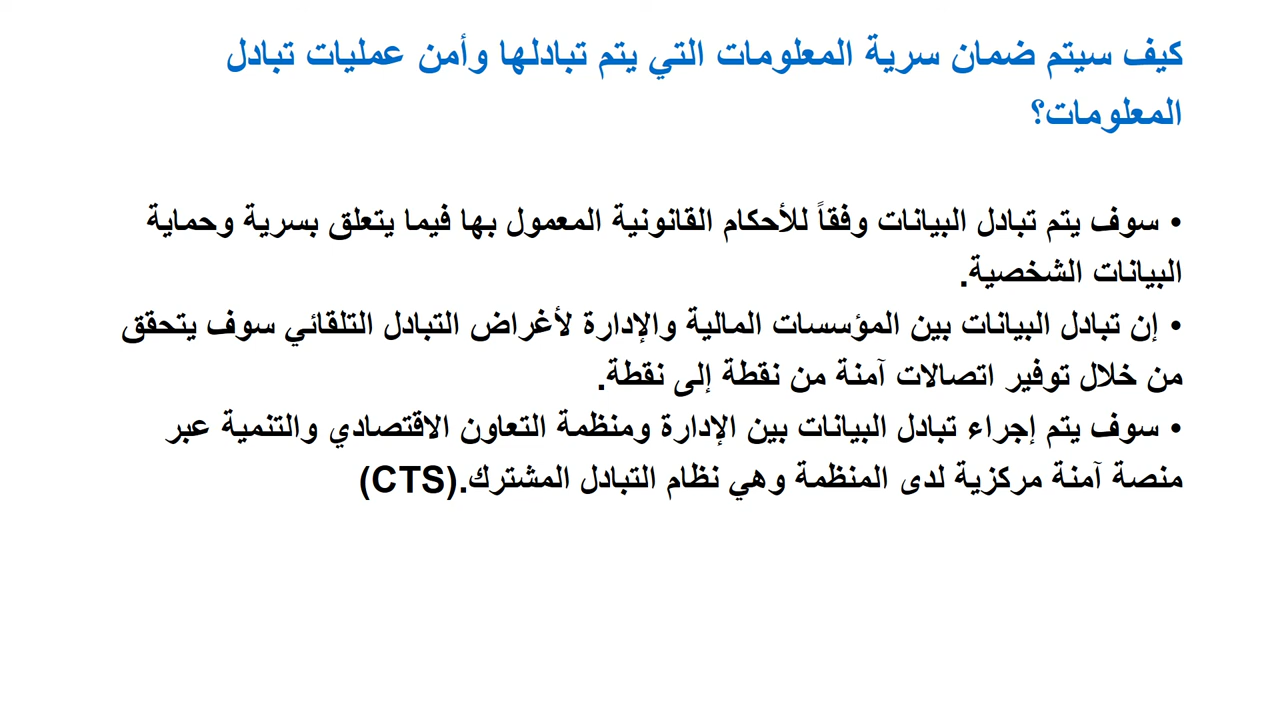 كيف سيتم ضمان سرية المعلومات التي يتم تبادلها وأمن عمليات تبادل
المعلومات؟
• سوف يتم تبادل البيانات وفقاً للأحكام القانونية المعمول بها فيما يتعلق بسرية وحماية
البيانات الشخصية.
• إن تبادل البيانات بين المؤسسات المالية والإدارة لأغراض التبادل التلقائي سوف يتحقق
من خلال توفير اتصالات آمنة من نقطة إلى نقطة.
• سوف يتم إجراء تبادل البيانات بين الإدارة ومنظمة التعاون الاقتصادي والتنمية عبر
منصة آمنة مركزية لدى المنظمة وهي نظام التبادل المشترك.(CTS)